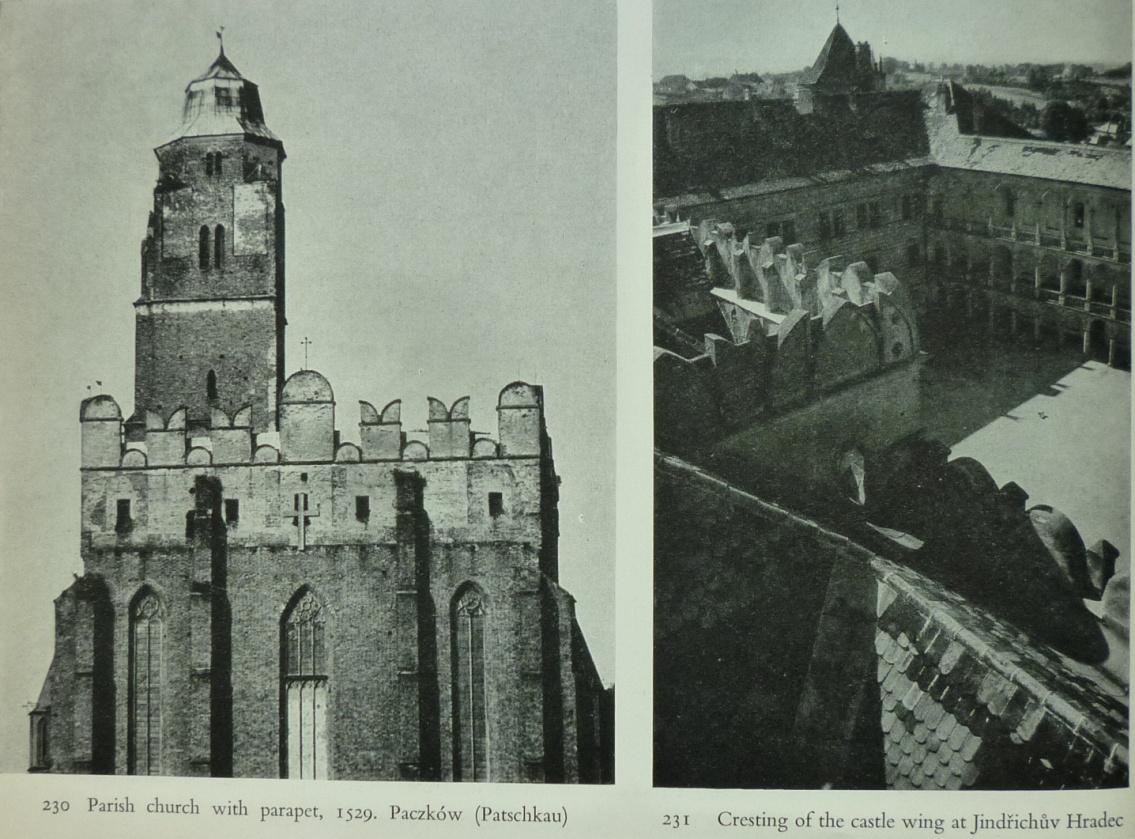 230 Parish church with parapet, 1529. Paczków (Patschkau)
231 Cresting of the castle wing at Jindřichův Hradec